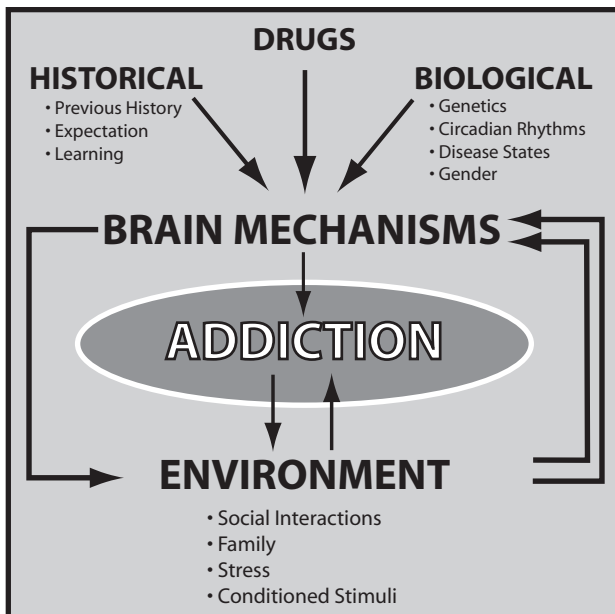 DRUGS
HISTORICAL
• Previous History
• Expectation
• Learning
BIOLOGICAL
• Genetics
• Circadian Rhythms
• Disease States
• Gender
BRAIN MECHANISMS
ADDICTION
ENVIRONMENT
• Social Interactions
• Family
• Stress
• Conditioned Stimuli